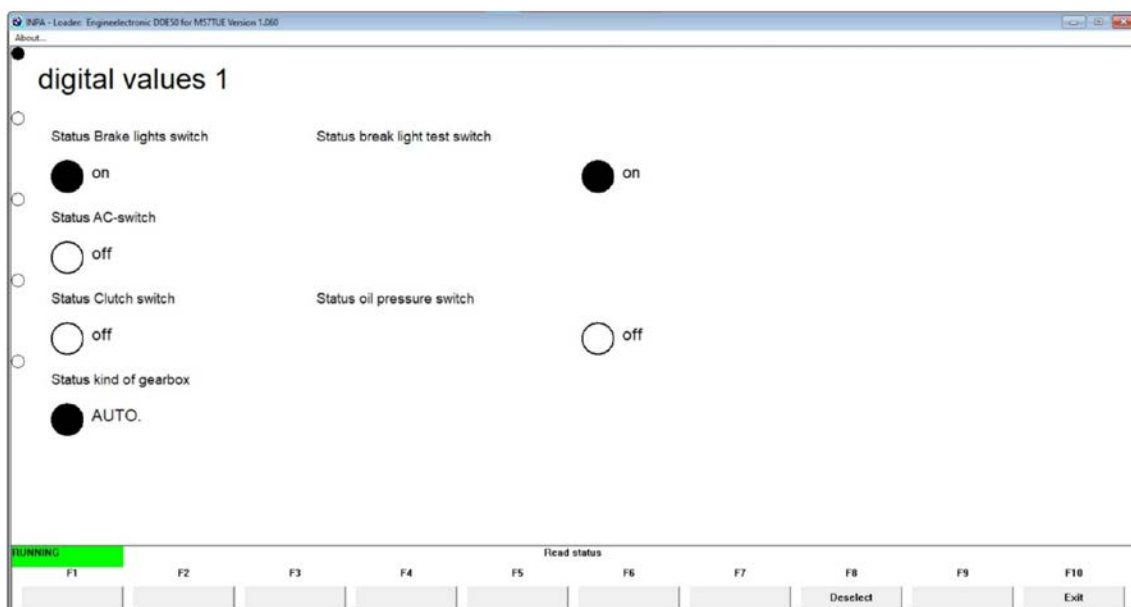 INPA - Loader: Engineelectronic DDE50 for M57TUE Version 1.060
About...
digital values 1
Status Brake lights switch Status break light test switch
on on
Status AC-switch
off
Status Clutch switch Status oil pressure switch
off off
Status kind of gearbox
AUTO.
RUNNING Read status
F1 F2 F3 F4 F5 F6 F7 F8 F9 F10
Deselect Exit